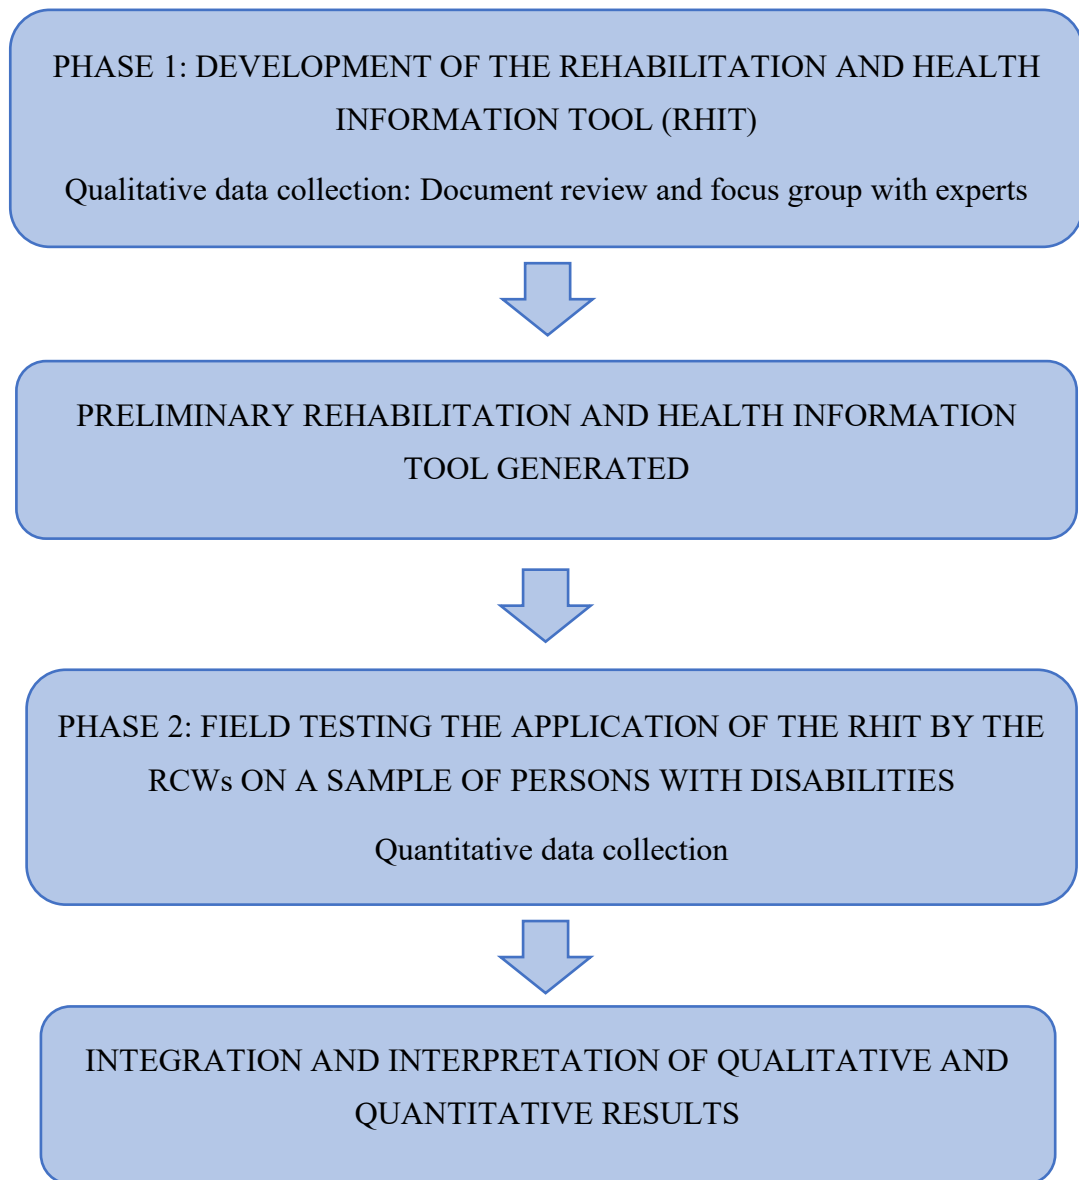 PHASE 1: DEVELOPMENT OF THE REHABILITATION AND HEALTH
INFORMATION TOOL (RHIT)
Qualitative data collection: Document review and focus group with experts
PRELIMINARY REHABILITATION AND HEALTH INFORMATION
TOOL GENERATED
PHASE 2: FIELD TESTING THE APPLICATION OF THE RHIT BY THE
RCWs ON A SAMPLE OF PERSONS WITH DISABILITIES
Quantitative data collection
INTEGRATION AND INTERPRETATION OF QUALITATIVE AND
QUANTITATIVE RESULTS